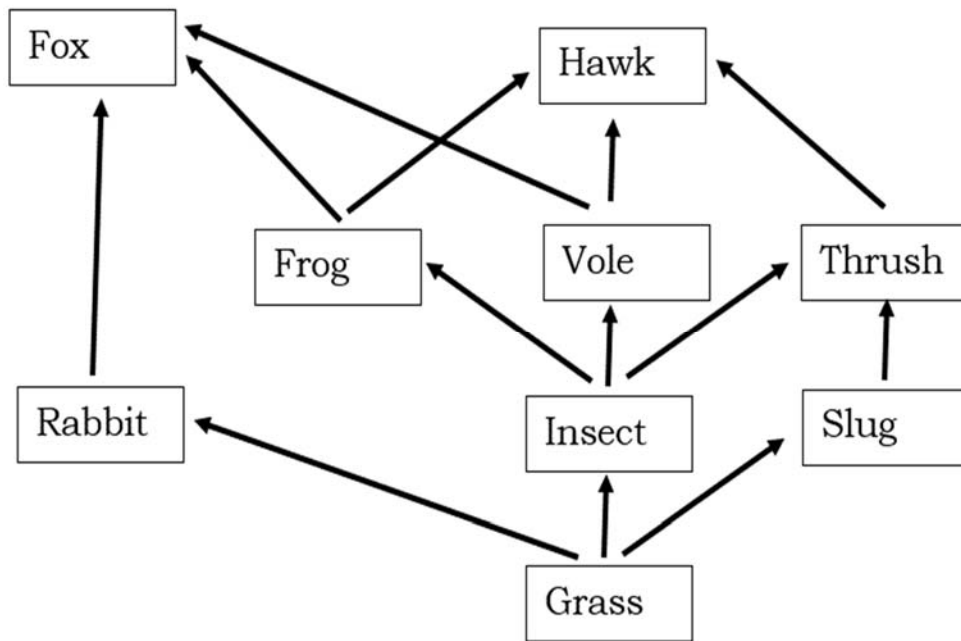 Fox
Hawk
Frog
Vole
Thrush
Rabbit
Insect
Slug
Grass